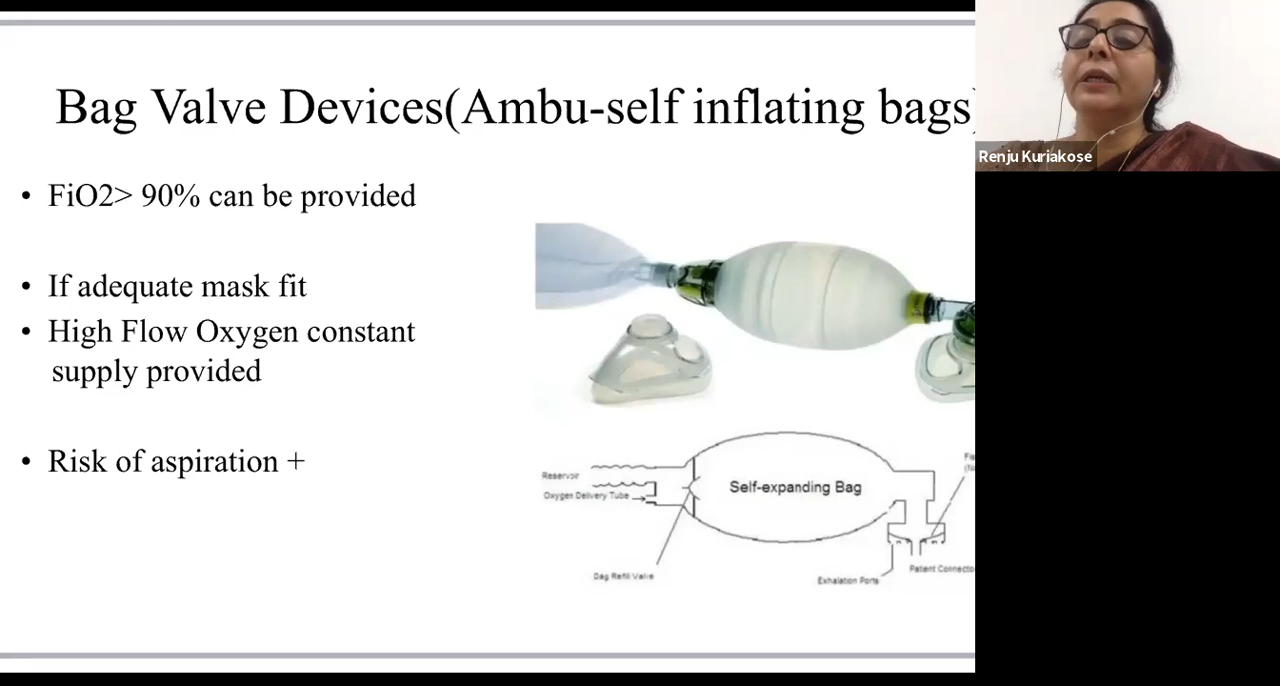 Bag Valve Devices(Ambu-self inflating bags)
• FiO2> 90% can be provided
• If adequate mask fit
• High Flow Oxygen constant
supply provided
• Risk of aspiration +
Renju Kuriakose
Reservoir
Oxygen Delivery Tube
Self-expanding Bag
Bag Refill Valve
Exhalation Ports